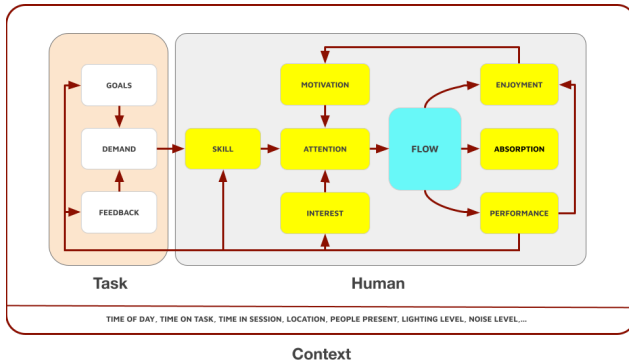 GOALS
MOTIVATION
ENJOYMENT
DEMAND
SKILL
ATTENTION
FLOW
ABSORPTION
FEEDBACK
INTEREST
PERFORMANCE
Task
Human
TIME OF DAY, TIME ON TASK, TIME IN SESSION, LOCATION, PEOPLE PRESENT, LIGHTING LEVEL, NOISE LEVEL,...
Context